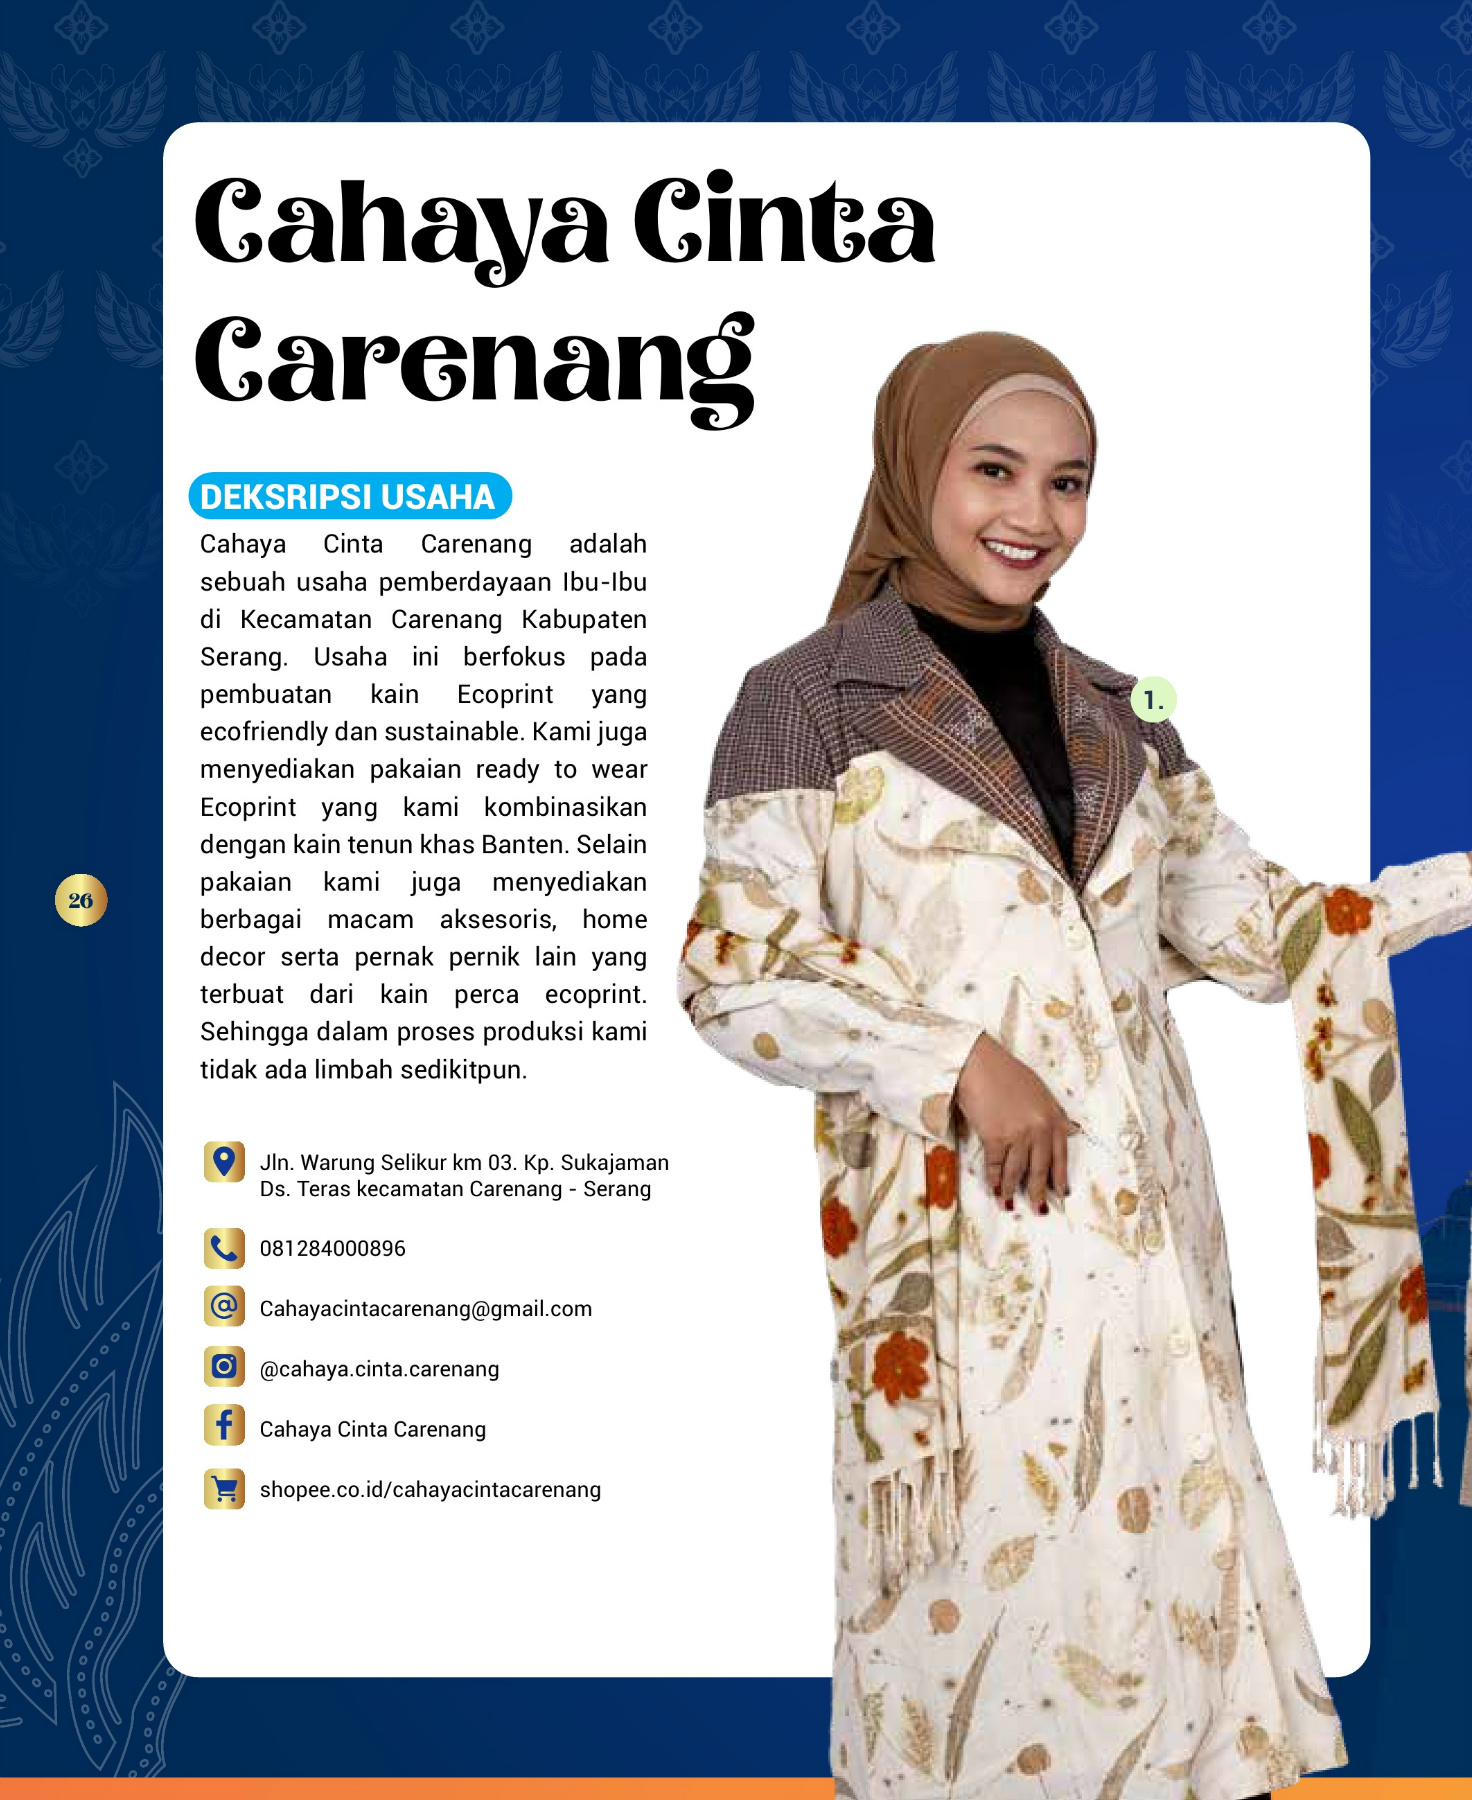 Cahaya Cinta
Carenang
DEKSRIPSI USAHA
Cahaya Cinta Carenang adalah
sebuah usaha pemberdayaan Ibu-Ibu
di Kecamatan Carenang Kabupaten
Serang. Usaha ini berfokus pada
pembuatan kain Ecoprint yang
ecofriendly dan sustainable. Kami juga
menyediakan pakaian ready to wear
Ecoprint yang kami kombinasikan
dengan kain tenun khas Banten. Selain
pakaian kami juga menyediakan
berbagai macam aksesoris, home
decor serta pernak pernik lain yang
terbuat dari kain perca ecoprint.
Sehingga dalam proses produksi kami
tidak ada limbah sedikitpun.
Jln. Warung Selikur km 03. Kp. Sukajaman
Ds. Teras kecamatan Carenang - Serang
081284000896
Cahayacintacarenang@gmail.com
@cahaya.cinta.carenang
Cahaya Cinta Carenang
shopee.co.id/cahayacintacarenang
1.
26